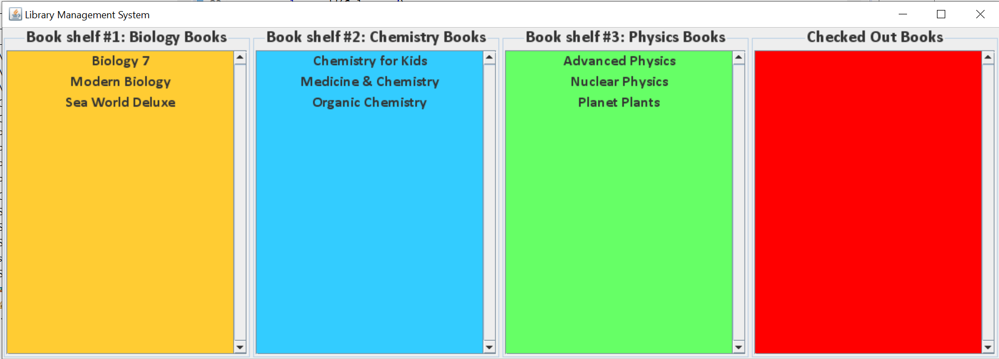 Library Management System
Book shelf #1: Biology Books
Biology 7
Modern Biology
Sea World Deluxe
Book shelf #2: Chemistry Books
Chemistry for Kids
Medicine & Chemistry
Organic Chemistry
Book shelf #3: Physics Books
Advanced Physics
Nuclear Physics
Planet Plants
Checked Out Books